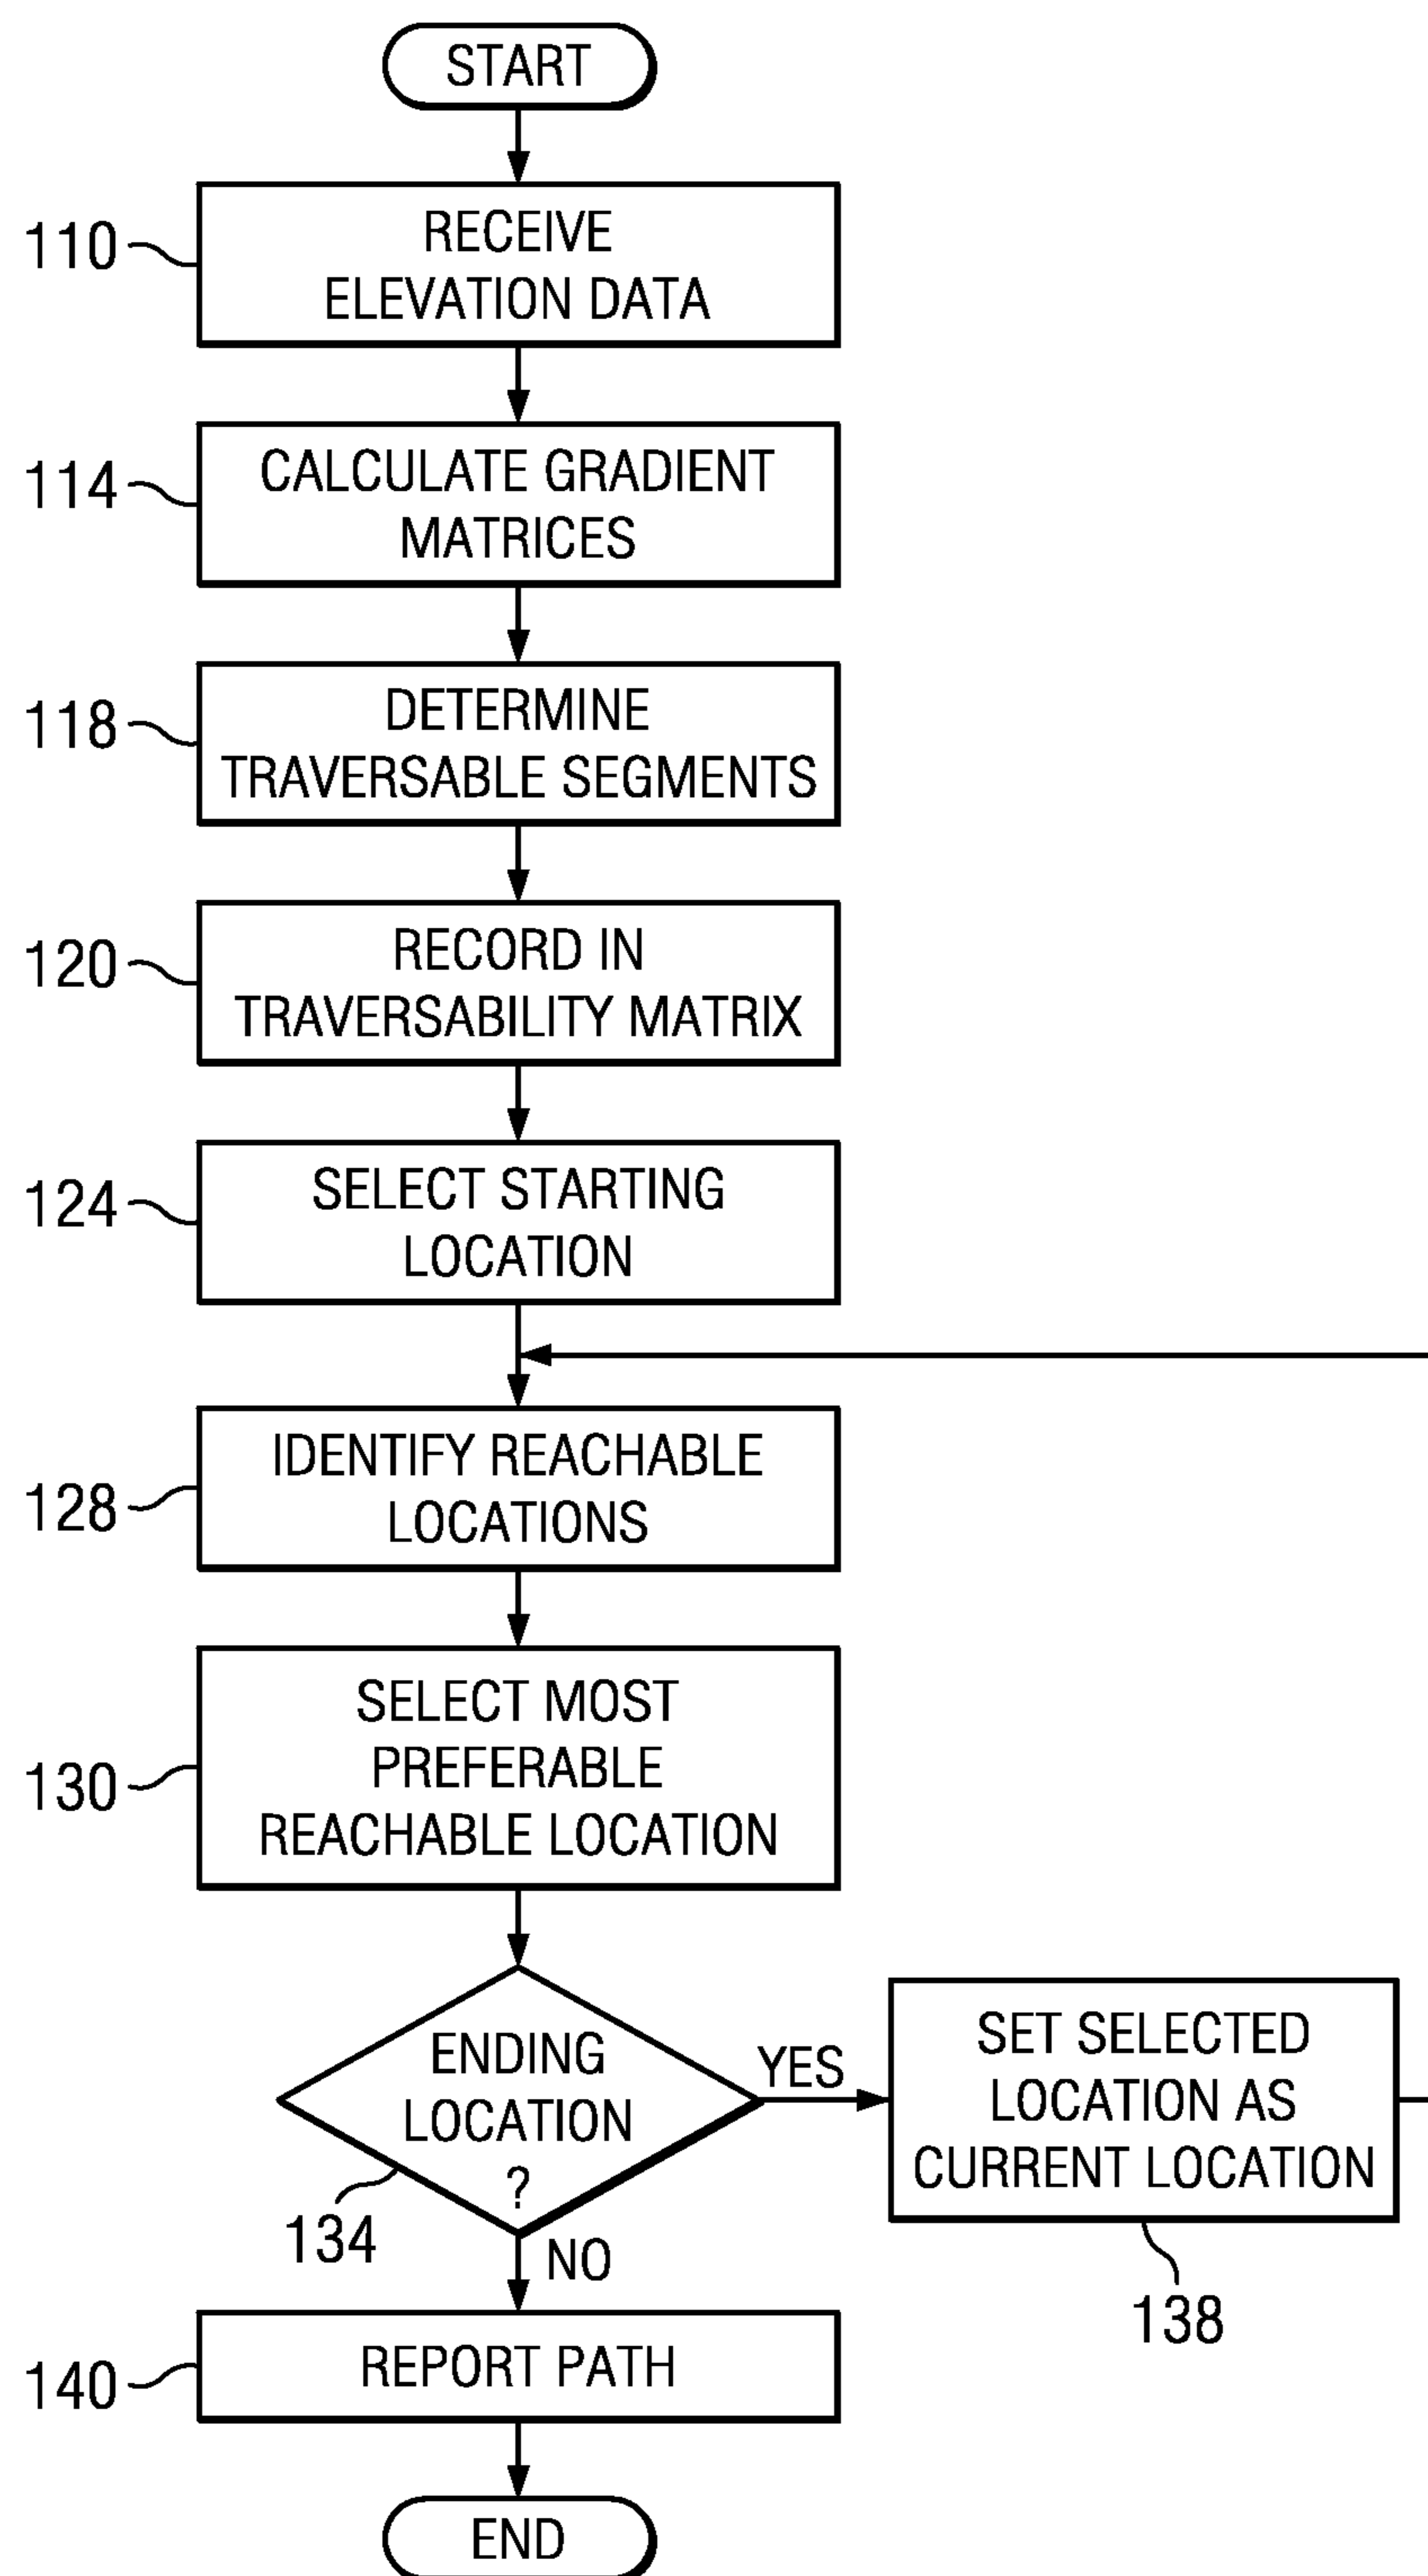 START
110
RECEIVE
ELEVATION DATA
114
CALCULATE GRADIENT
MATRICES
118
DETERMINE
TRAVERSABLE SEGMENTS
120
RECORD IN
TRAVERSABILITY MATRIX
124
SELECT STARTING
LOCATION
128
IDENTIFY REACHABLE
LOCATIONS
130
SELECT MOST
PREFERABLE
REACHABLE LOCATION
ENDING
LOCATION
?
134
YES
SET SELECTED
LOCATION AS
CURRENT LOCATION
138
NO
140
REPORT PATH
END